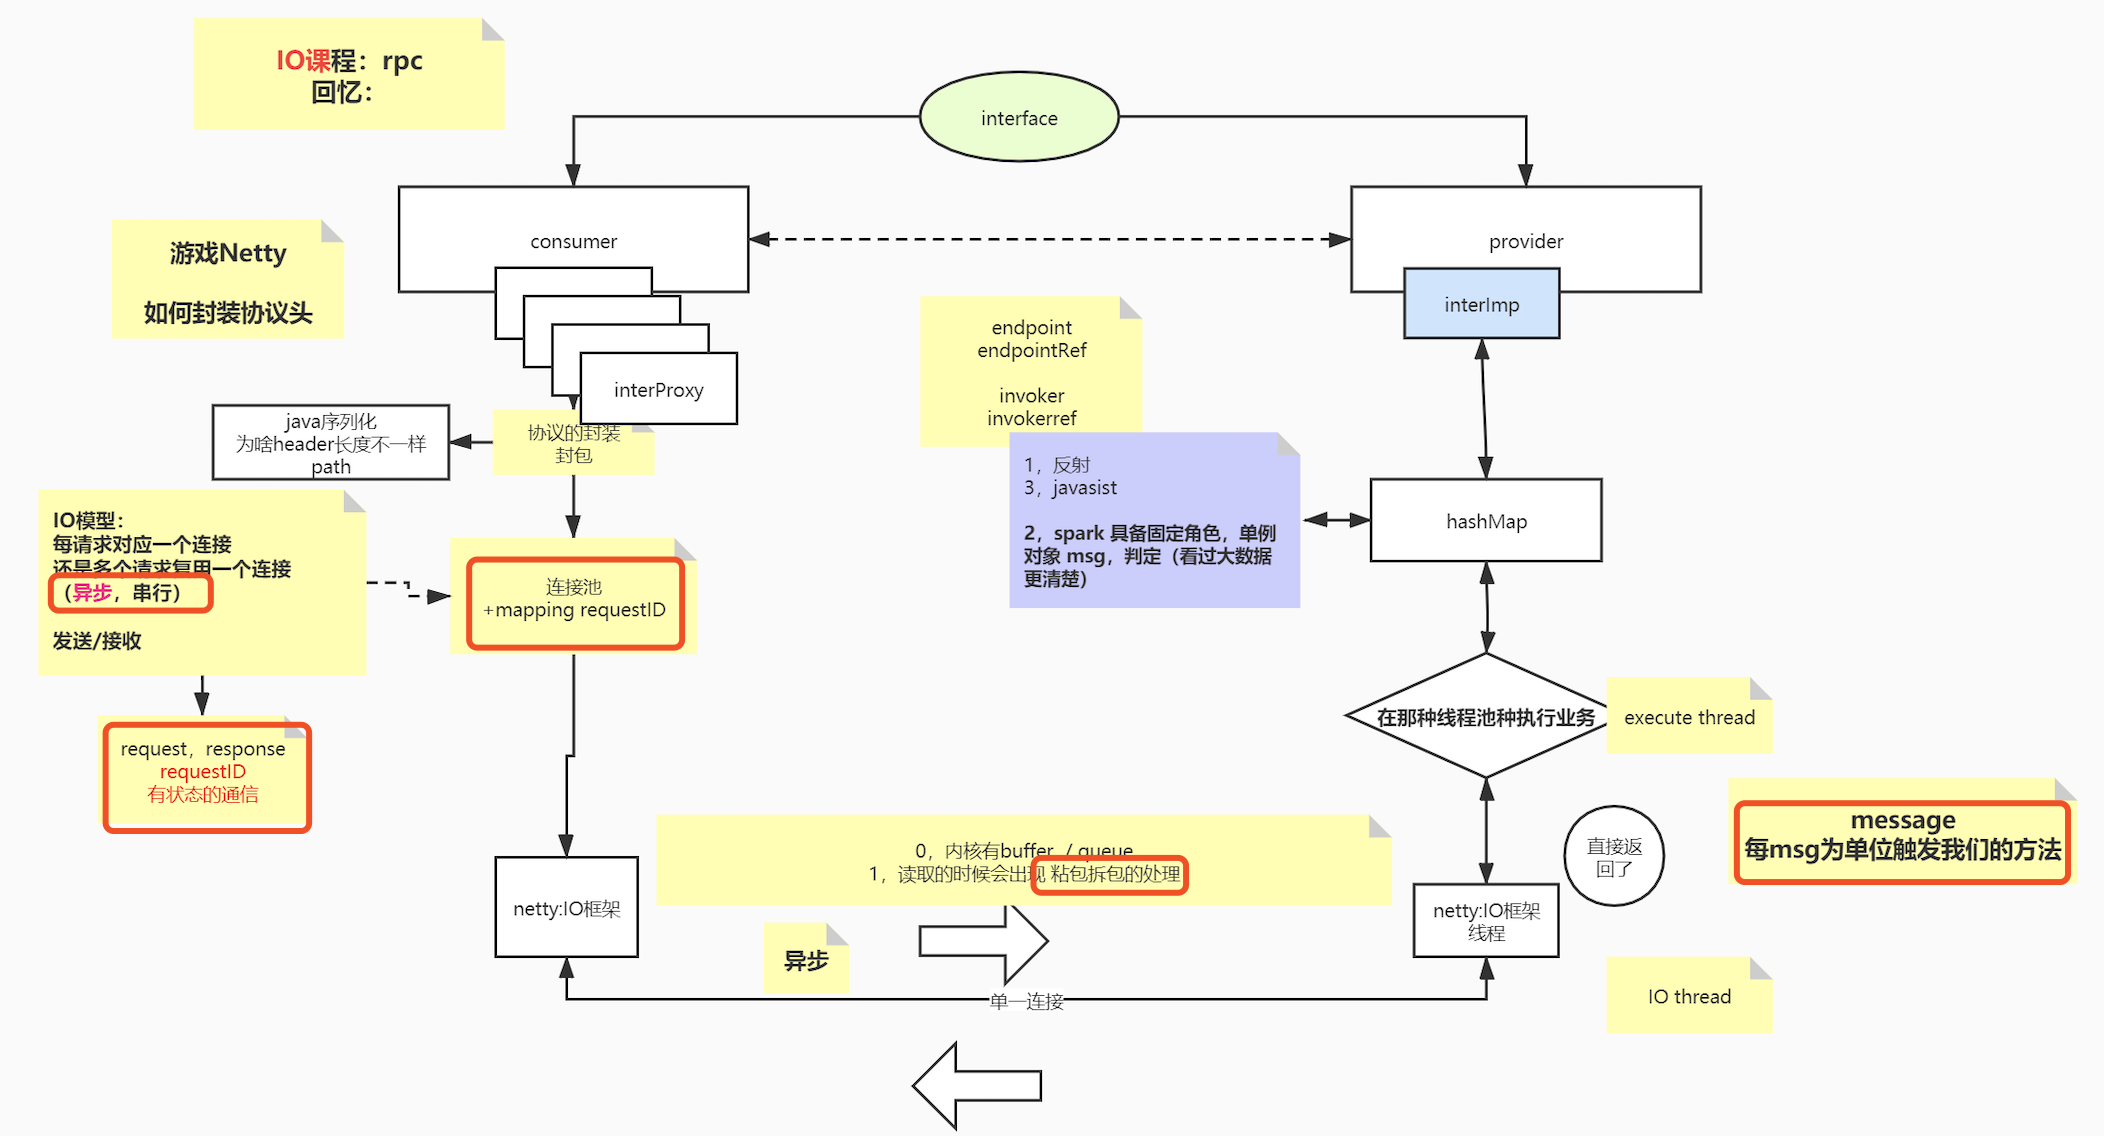 IO课程：rpc
回忆：
interface
consumer
provider
interImp
游戏Netty
如何封装协议头
interProxy
endpoint
endpointRef
invoker
invokerref
java序列化
为啥header长度不一样
path
协议的封装
封包
1，反射
3，javasist
2，spark 具备固定角色，单例
对象 msg，判定（看过大数据
更清楚）
hashMap
IO模型：
每请求对应一个连接
还是多个请求复用一个连接
（异步，串行）
发送/接收
连接池
+mapping requestID
在那种线程池种执行业务
execute thread
request，response
requestID
有状态的通信
message
每msg为单位触发我们的方法
0，内核有buffer / queue
1，读取的时候会出现 粘包拆包的处理
直接返
回了
netty:IO框架
netty:IO框架
线程
异步
单一连接
IO thread